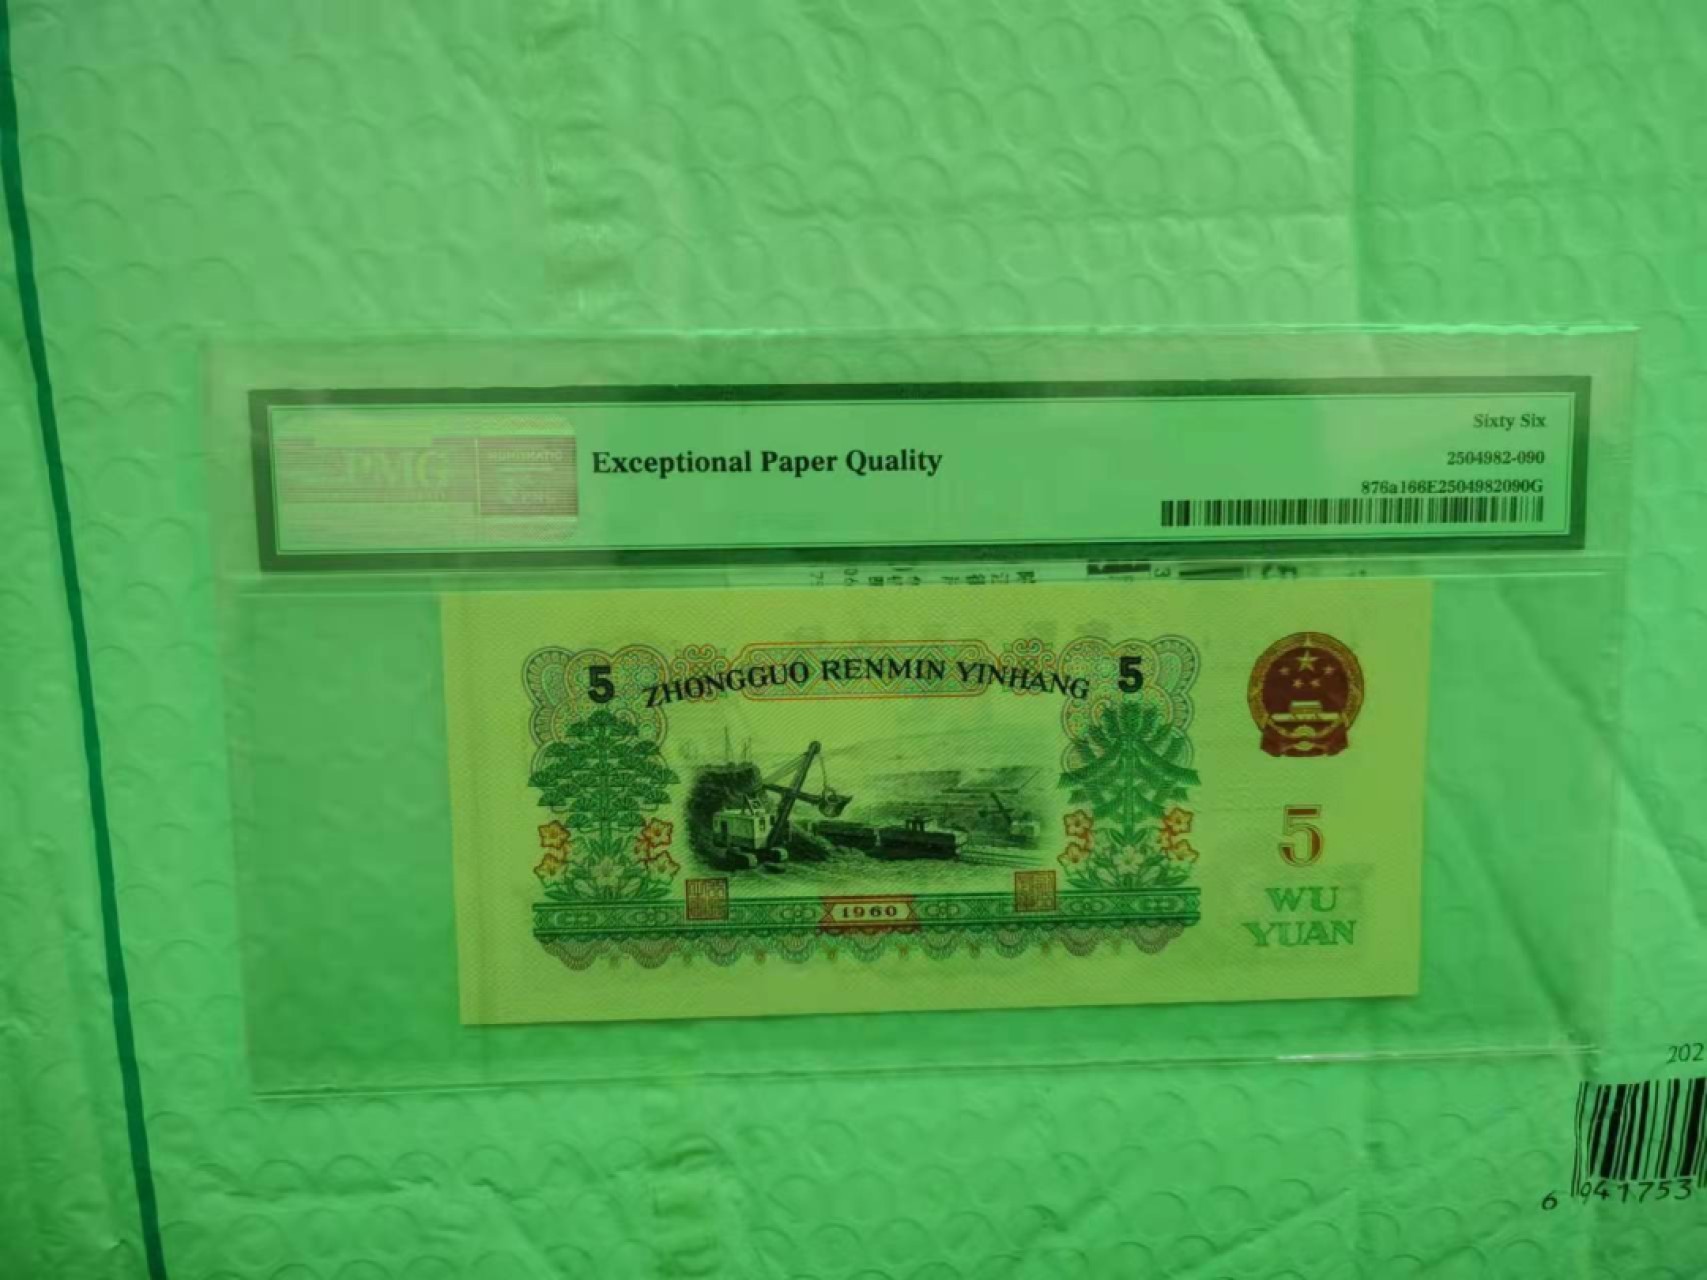 Sixty Six
PMG
NUMISMATIC
Exceptional Paper Quality
2504982-090
876a166E2504982090G
5 ZHONGGUO RENMIN YINHANG 5
5
WU
YUAN
1960
202
6 941753